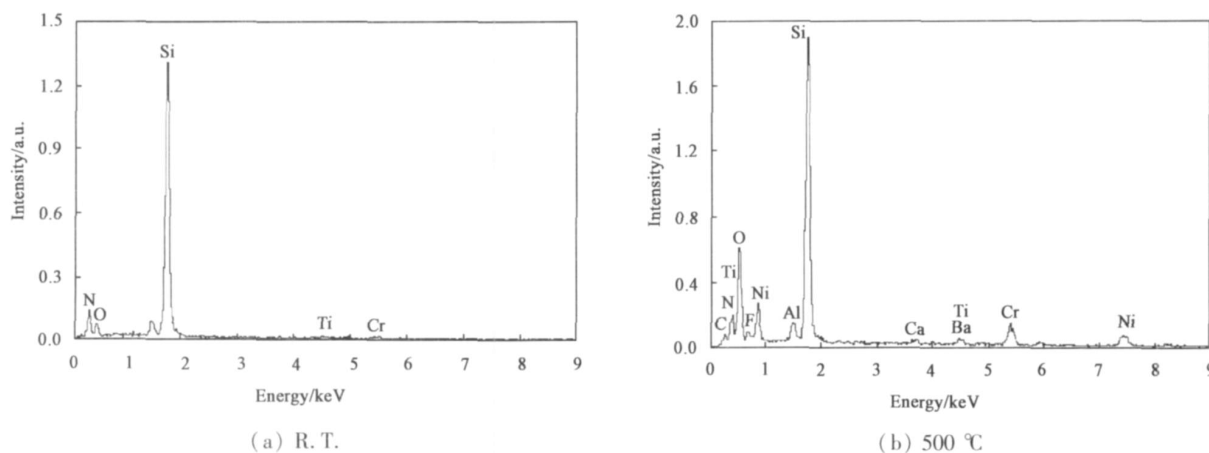 1.5
1.2
0.9
0.6
0.3
0.0
Intensity/a.u.
Si
N
O
Ti
Cr
0 1 2 3 4 5 6 7 8 9
Energy/keV
(a) R.T.
2.0
1.6
1.2
0.8
0.4
0.0
Intensity/a.u.
Si
O
Ti
N
C
F
Ni
Al
Ca
Ti
Ba
Cr
Ni
0 1 2 3 4 5 6 7 8 9
Energy/keV
(b) 500 ℃